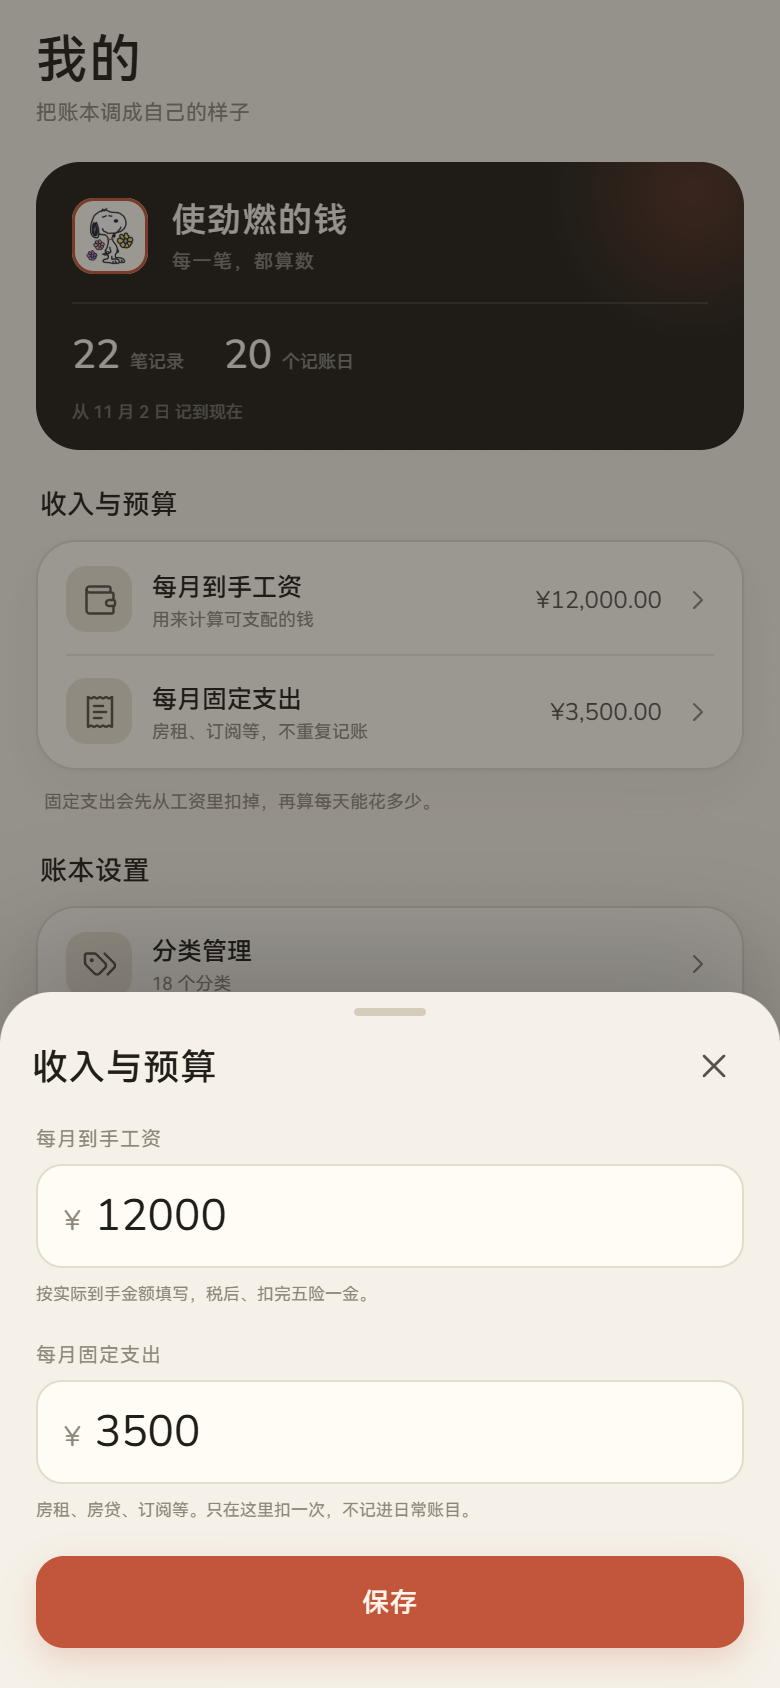 我的
把账本调成自己的样子
使劲燃的钱
每一笔，都算数
22 笔记录 20 个记账日
从 11 月 2 日 记到现在
收入与预算
每月到手工资
用来计算可支配的钱
¥12,000.00
每月固定支出
房租、订阅等，不重复记账
¥3,500.00
固定支出会先从工资里扣掉，再算每天能花多少。
账本设置
分类管理
18 个分类
收入与预算
每月到手工资
¥ 12000
按实际到手金额填写，税后、扣完五险一金。
每月固定支出
¥ 3500
房租、房贷、订阅等。只在这里扣一次，不记进日常账目。
保存